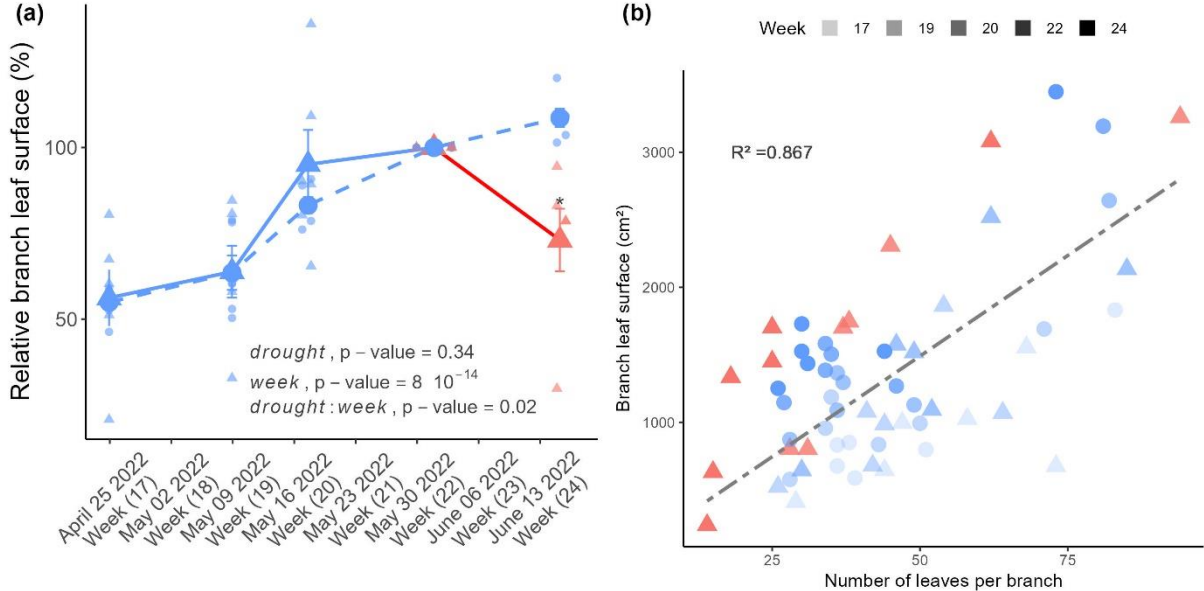 (a)
Relative branch leaf surface (%)
100
50
*
drought , p − value = 0.34
week , p − value = 8 10⁻¹⁴
drought : week , p − value = 0.02
April 25 2022
Week (17)
May 02 2022
Week (18)
May 09 2022
Week (19)
May 16 2022
Week (20)
May 23 2022
Week (21)
May 30 2022
Week (22)
June 06 2022
Week (23)
June 13 2022
Week (24)
(b)
Week 17 19 20 22 24
Branch leaf surface (cm²)
3000
2000
1000
R² =0.867
25 50 75
Number of leaves per branch